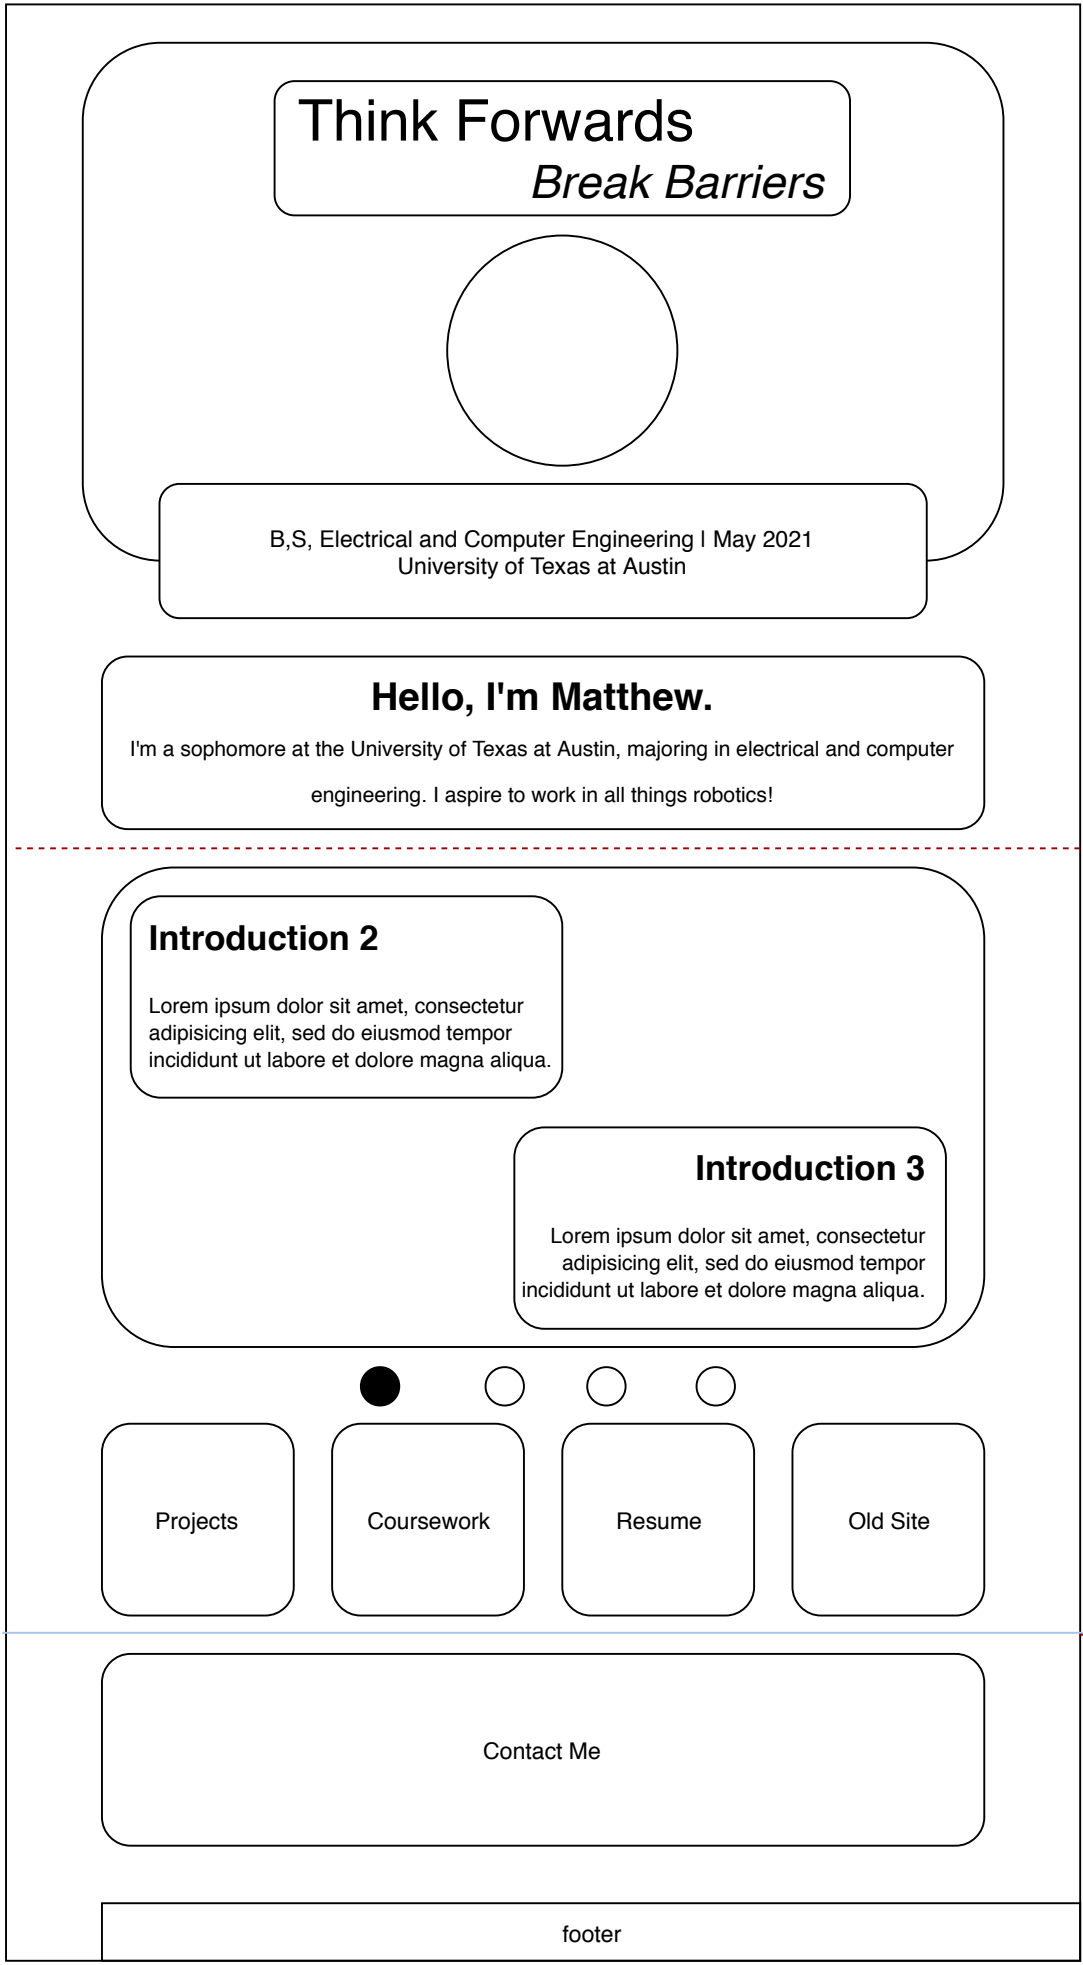 Think Forwards
Break Barriers
B,S, Electrical and Computer Engineering | May 2021
University of Texas at Austin
Hello, I'm Matthew.
I'm a sophomore at the University of Texas at Austin, majoring in electrical and computer
engineering. I aspire to work in all things robotics!
Introduction 2
Lorem ipsum dolor sit amet, consectetur
adipisicing elit, sed do eiusmod tempor
incididunt ut labore et dolore magna aliqua.
Introduction 3
Lorem ipsum dolor sit amet, consectetur
adipisicing elit, sed do eiusmod tempor
incididunt ut labore et dolore magna aliqua.
Projects
Coursework
Resume
Old Site
Contact Me
footer